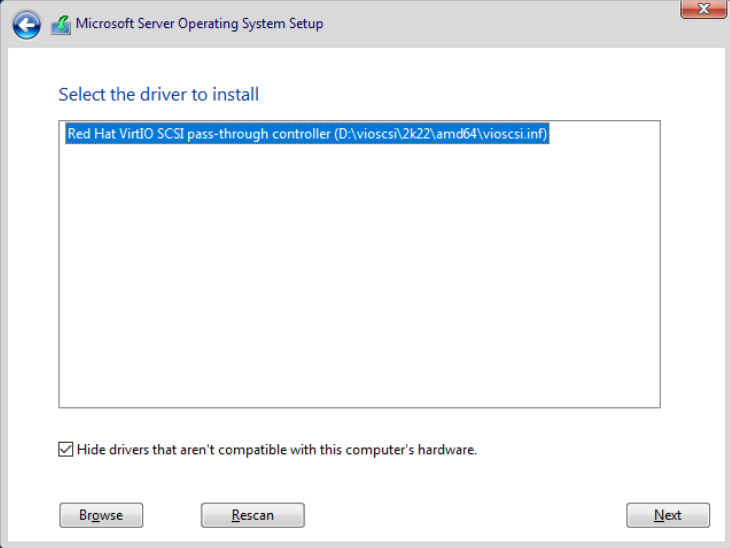 Microsoft Server Operating System Setup
Select the driver to install
Red Hat VirtIO SCSI pass-through controller (D:\vioscsi\2k22\amd64\vioscsi.inf)
Hide drivers that aren't compatible with this computer's hardware.
Browse
Rescan
Next